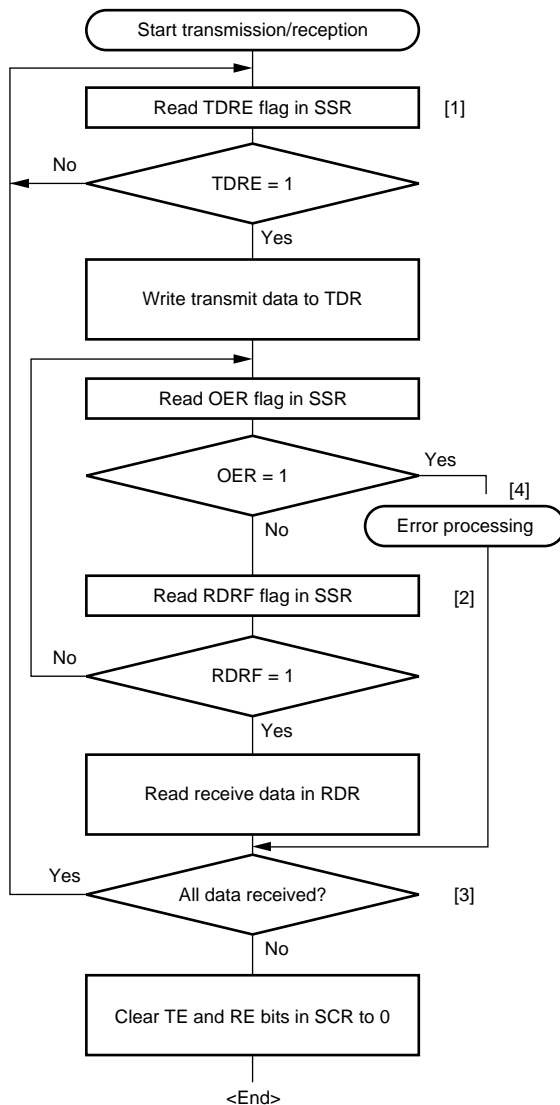 Start transmission/reception
Read TDRE flag in SSR
[1]
No
TDRE = 1
Yes
Write transmit data to TDR
Read OER flag in SSR
Yes
OER = 1
[4]
No
Error processing
Read RDRF flag in SSR
[2]
No
RDRF = 1
Yes
Read receive data in RDR
Yes
All data received?
[3]
No
Clear TE and RE bits in SCR to 0
<End>